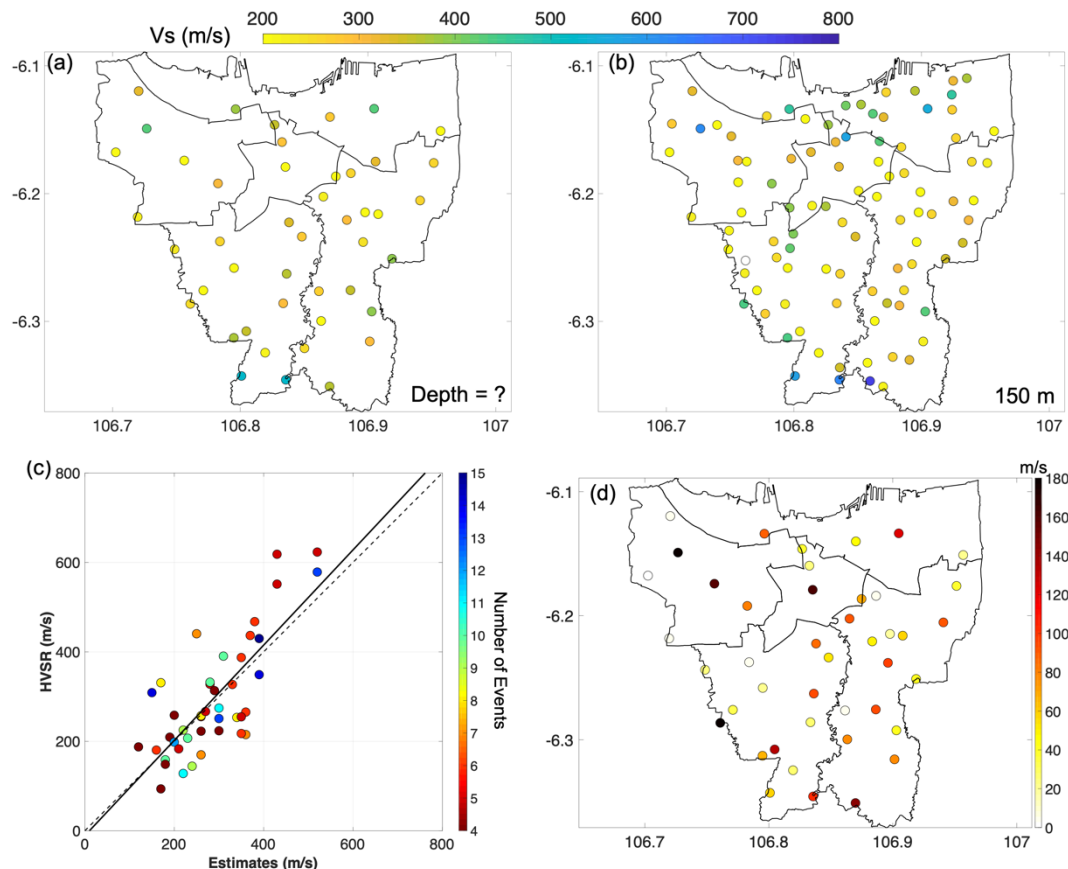 200 300 400 500 600 700 800
Vs (m/s)
(a)
-6.1
-6.2
-6.3
Depth = ?
106.7 106.8 106.9 107
(b)
-6.1
-6.2
-6.3
150 m
106.7 106.8 106.9 107
(c)
800
600
400
200
0
HVSR (m/s)
0 200 400 600 800
Estimates (m/s)
15
14
13
12
11
10
9
8
7
6
5
4
Number of Events
(d)
-6.1
-6.2
-6.3
106.7 106.8 106.9 107
m/s
180
160
140
120
100
80
60
40
20
0